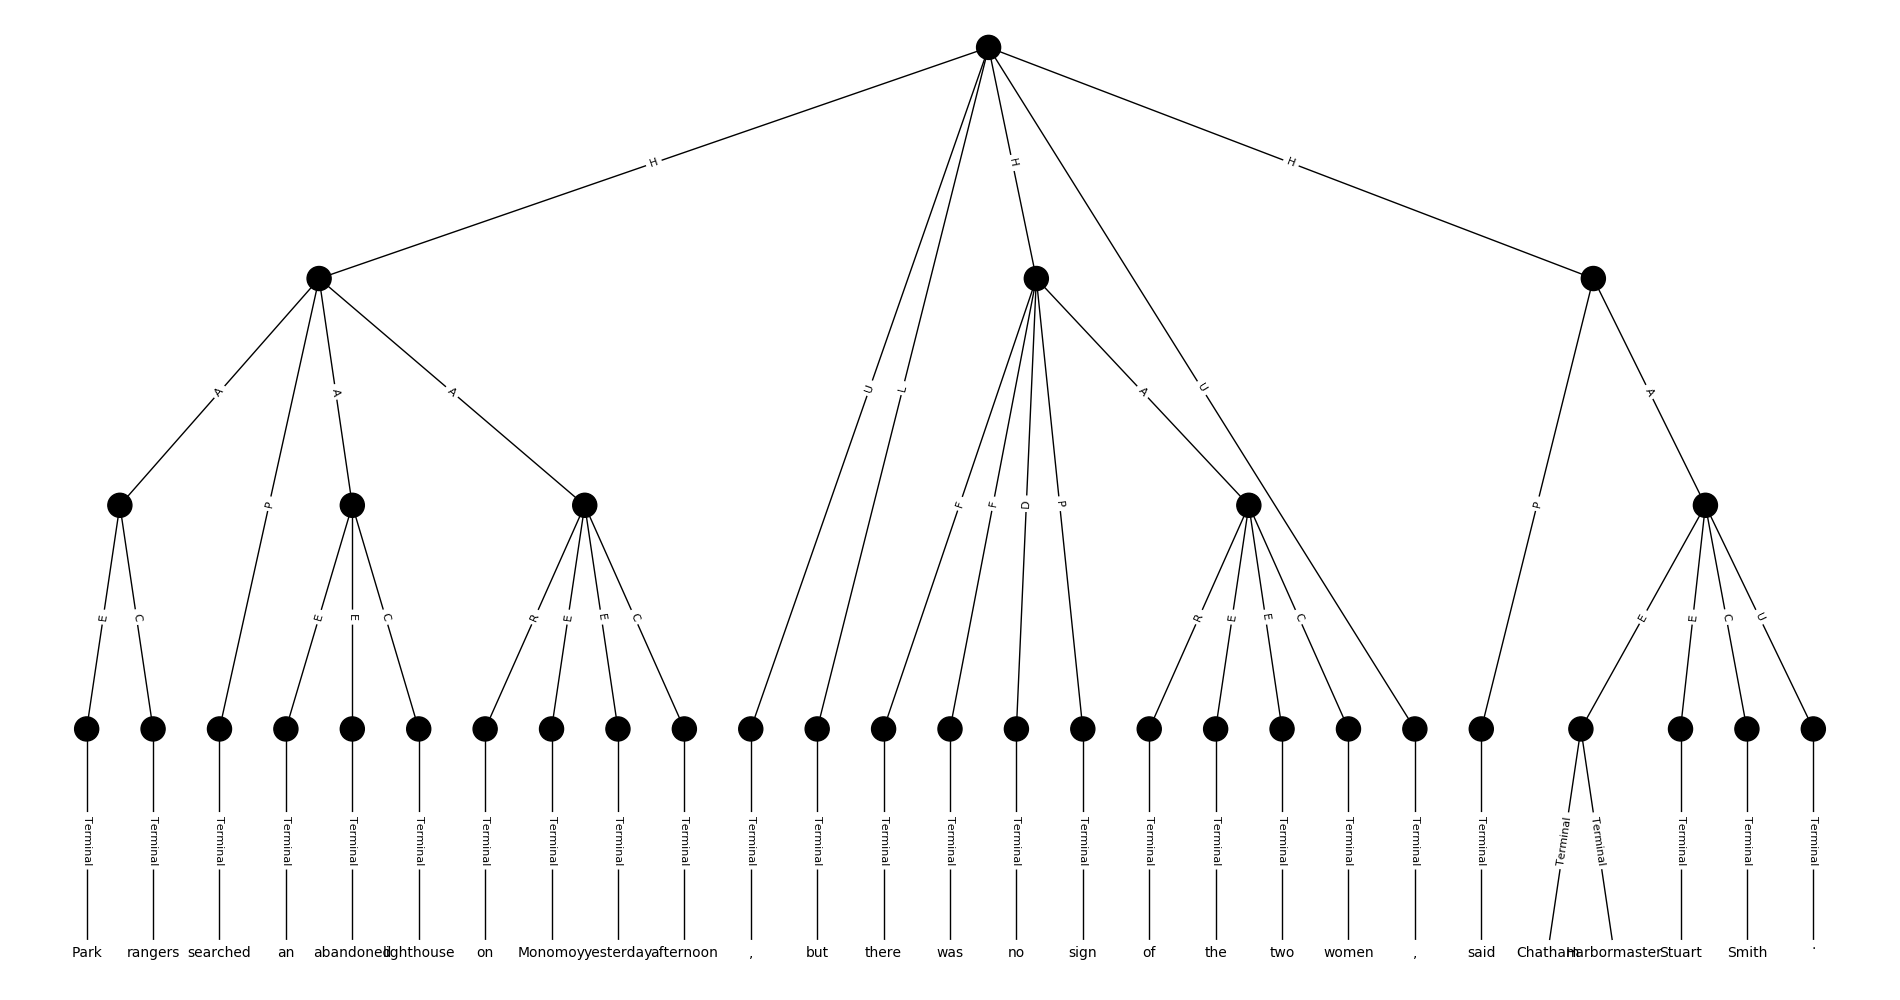 H H H
A P A A U L F F D P A U P A
E C E E C R E E C R E E C E E C U
Terminal Terminal Terminal Terminal Terminal Terminal Terminal Terminal Terminal Terminal Terminal Terminal Terminal Terminal Terminal Terminal Terminal Terminal Terminal Terminal Terminal Terminal Terminal Terminal Terminal Terminal Terminal
Park rangers searched an abandoned lighthouse on Monomoy yesterday afternoon , but there was no sign of the two women , said Chatham Harbormaster Stuart Smith .